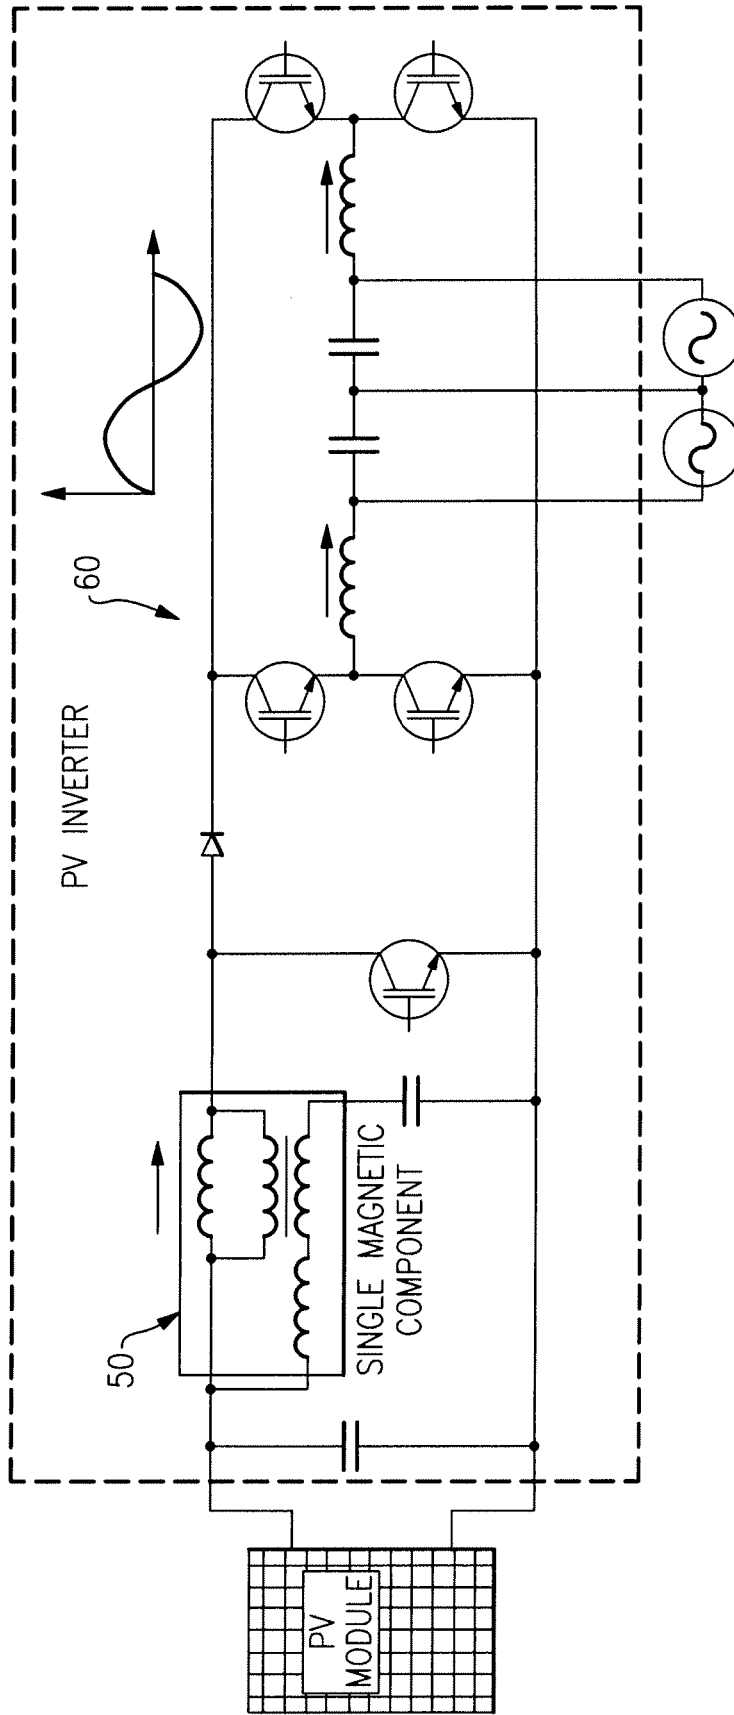 PV INVERTER
60
50
SINGLE MAGNETIC
COMPONENT
PV
MODULE